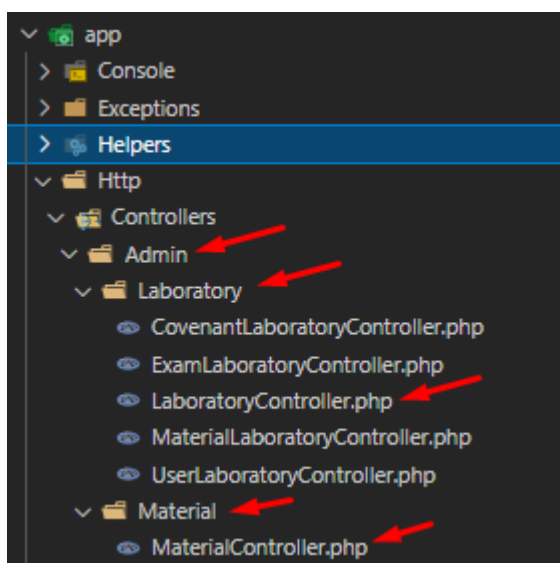 app
Console
Exceptions
Helpers
Http
Controllers
Admin
Laboratory
CovenantLaboratoryController.php
ExamLaboratoryController.php
LaboratoryController.php
MaterialLaboratoryController.php
UserLaboratoryController.php
Material
MaterialController.php